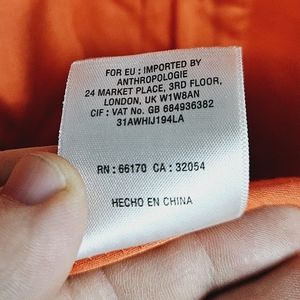 FOR EU : IMPORTED BY
ANTHROPOLOGIE
24 MARKET PLACE, 3RD FLOOR,
LONDON, UK W1W8AN
CIF : VAT No. GB 684936382
31AWHIJ194LA
RN : 66170 CA : 32054
HECHO EN CHINA